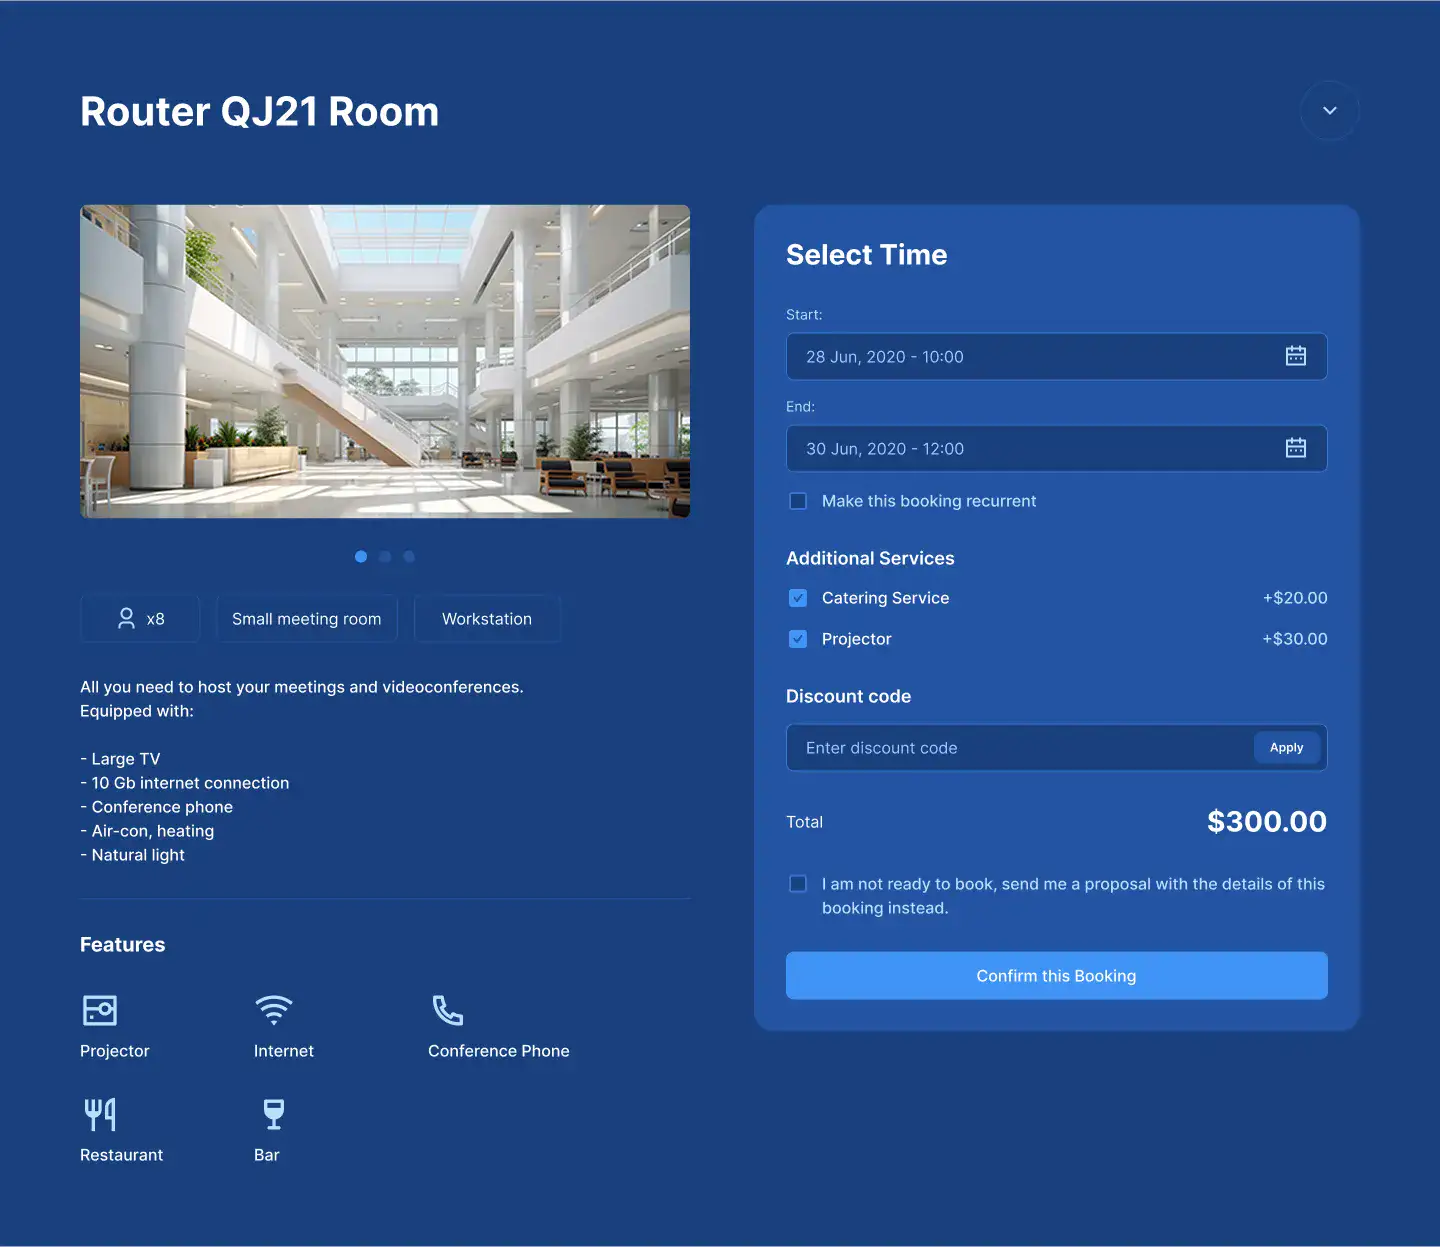 Router QJ21 Room
x8
Small meeting room
Workstation
All you need to host your meetings and videoconferences.
Equipped with:
- Large TV
- 10 Gb internet connection
- Conference phone
- Air-con, heating
- Natural light
Features
Projector
Internet
Conference Phone
Restaurant
Bar
Select Time
Start:
28 Jun, 2020 - 10:00
End:
30 Jun, 2020 - 12:00
Make this booking recurrent
Additional Services
Catering Service +$20.00
Projector +$30.00
Discount code
Enter discount code Apply
Total $300.00
I am not ready to book, send me a proposal with the details of this
booking instead.
Confirm this Booking